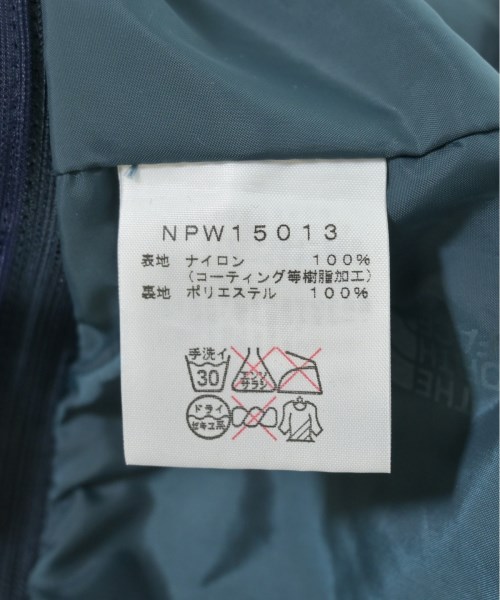 NPW15013
表地 ナイロン 100%
(コーティング等樹脂加工)
裏地 ポリエステル 100%
手洗イ
30
エンソ
サラシ
ドライ
セキユ系
THE